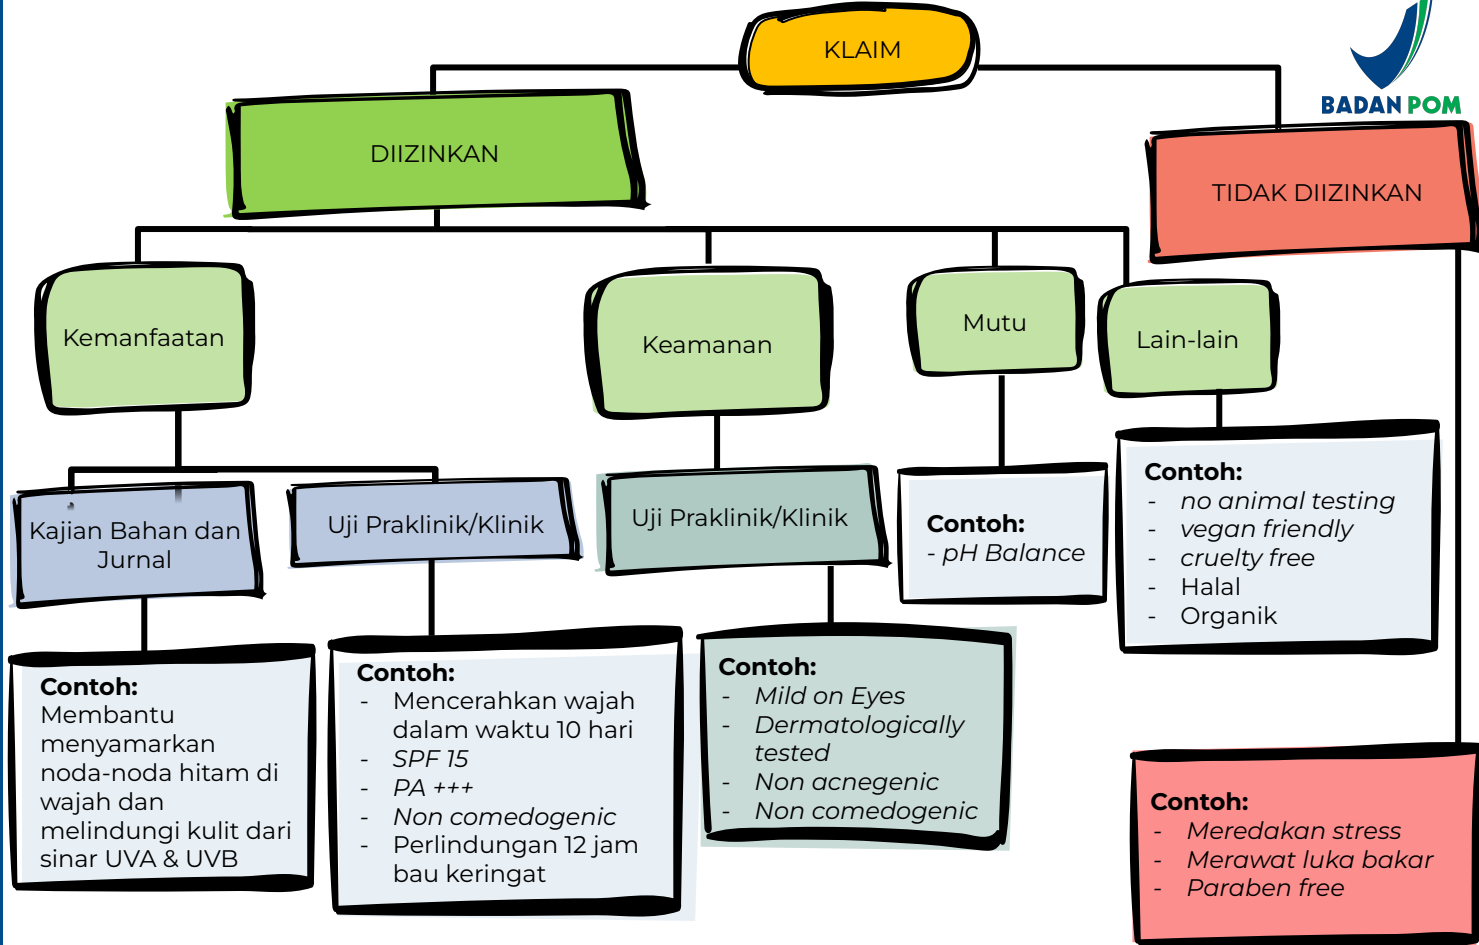 KLAIM
BADAN POM
DIIZINKAN
TIDAK DIIZINKAN
Kemanfaatan
Keamanan
Mutu
Lain-lain
Kajian Bahan dan
Jurnal
Uji Praklinik/Klinik
Uji Praklinik/Klinik
Contoh:
- pH Balance
Contoh:
- no animal testing
- vegan friendly
- cruelty free
- Halal
- Organik
Contoh:
Membantu
menyamarkan
noda-noda hitam di
wajah dan
melindungi kulit dari
sinar UVA & UVB
Contoh:
- Mencerahkan wajah
dalam waktu 10 hari
- SPF 15
- PA +++
- Non comedogenic
- Perlindungan 12 jam
bau keringat
Contoh:
- Mild on Eyes
- Dermatologically
tested
- Non acnegenic
- Non comedogenic
Contoh:
- Meredakan stress
- Merawat luka bakar
- Paraben free